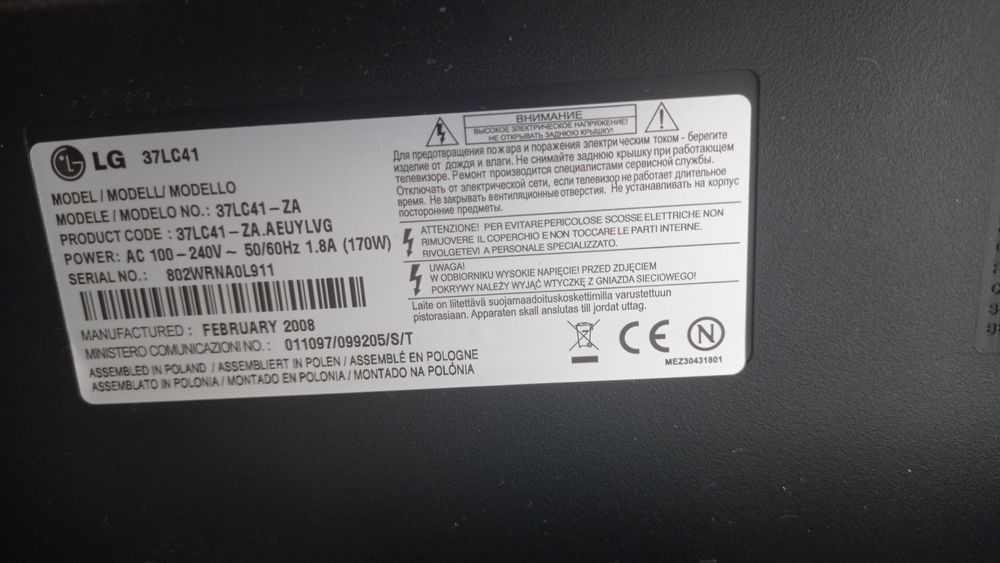 LG 37LC41
MODEL / MODELL/ MODELLO
MODELE / MODELO NO.: 37LC41-ZA
PRODUCT CODE : 37LC41-ZA.AEUYLVG
POWER: AC 100-240V ~ 50/60Hz 1.8A (170W)
SERIAL NO.: 802WRNA0L911
MANUFACTURED : FEBRUARY 2008
MINISTERO COMUNICAZIONI NO. : 011097/099205/S/T
ASSEMBLED IN POLAND / ASSEMBLIERT IN POLEN / ASSEMBLÉ EN POLOGNE
ASSEMBLATO IN POLONIA / MONTADO EN POLONIA / MONTADO NA POLÓNIA
ВНИМАНИЕ
ВЫСОКОЕ ЭЛЕКТРИЧЕСКОЕ НАПРЯЖЕНИЕ!
НЕ ОТКРЫВАТЬ ЗАДНЮЮ КРЫШКУ!
Для предотвращения пожара и поражения электрическим током - берегите
изделие от дождя и влаги. Не снимайте заднюю крышку при работающем
телевизоре. Ремонт производится специалистами сервисной службы.
Отключать от электрической сети, если телевизор не работает длительное
время. Не закрывать вентиляционные отверстия. Не устанавливать на корпус
посторонние предметы.
ATTENZIONE! PER EVITARE PERICOLOSE SCOSSE ELETTRICHE NON
RIMUOVERE IL COPERCHIO E NON TOCCARE LE PARTI INTERNE.
RIVOLGETEVI A PERSONALE SPECIALIZZATO.
UWAGA!
W ODBIORNIKU WYSOKIE NAPIĘCIE! PRZED ZDJĘCIEM
POKRYWY NALEŻY WYJĄĆ WTYCZKĘ Z GNIAZDA SIECIOWEGO!
Laite on liitettävä suojamaadoituskoskettimilla varustettuun
pistorasiaan. Apparaten skall anslutas till jordat uttag.
CE N
MEZ30431801